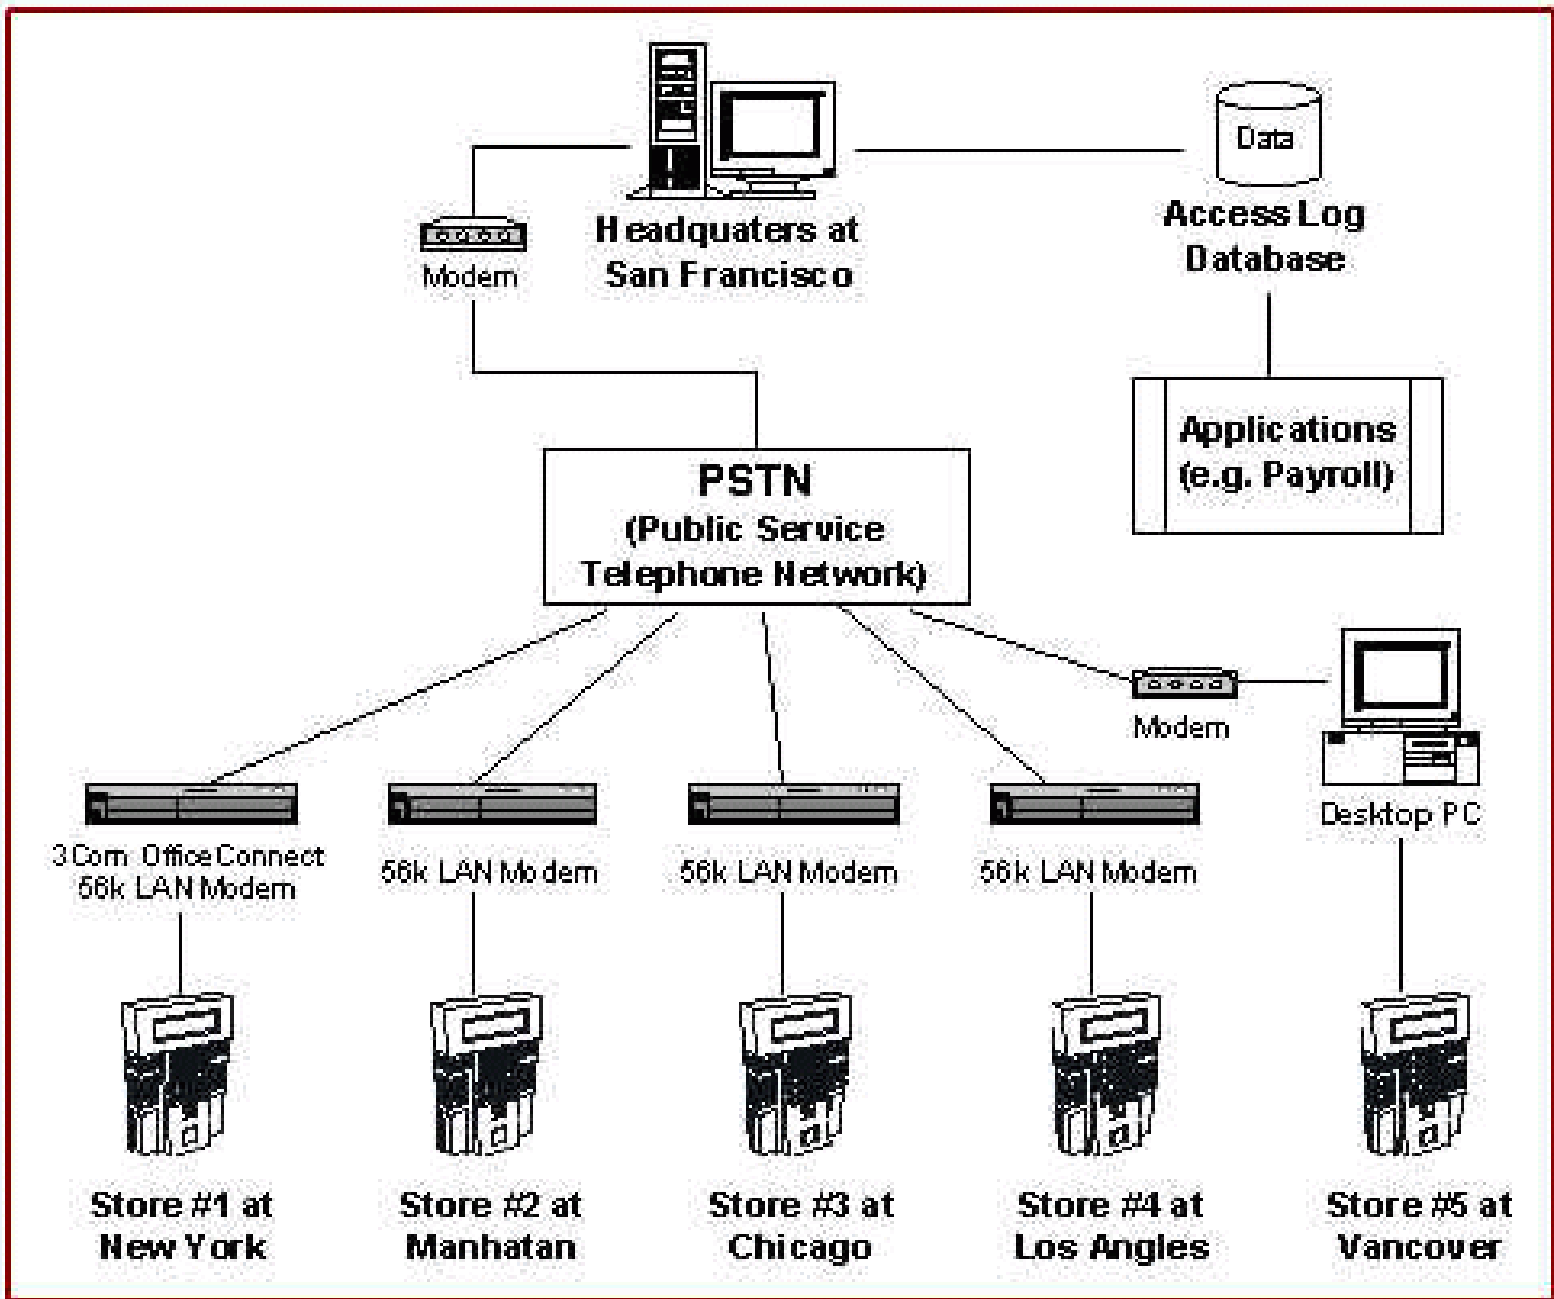 Data
Headquaters at
San Francisco
Access Log
Database
Modem
Applications
(e.g. Payroll)
PSTN
(Public Service
Telephone Network)
Modem
Desktop PC
3Com OfficeConnect
56k LAN Modem
56k LAN Modem
56k LAN Modem
56k LAN Modem
Store #1 at
New York
Store #2 at
Manhatan
Store #3 at
Chicago
Store #4 at
Los Angles
Store #5 at
Vancover